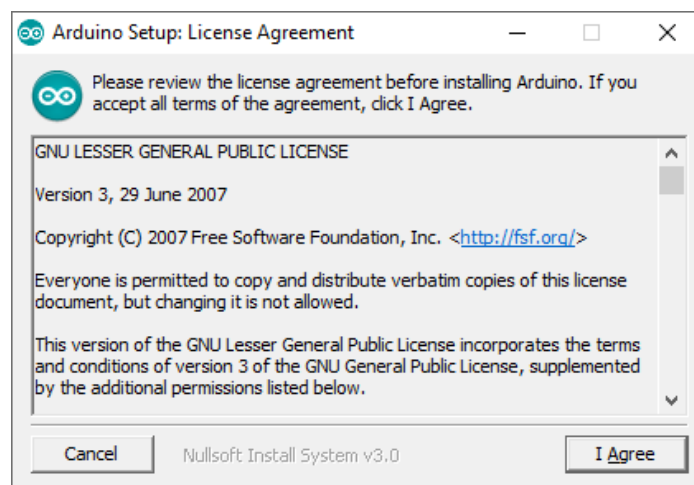 Arduino Setup: License Agreement
Please review the license agreement before installing Arduino. If you
accept all terms of the agreement, click I Agree.
GNU LESSER GENERAL PUBLIC LICENSE
Version 3, 29 June 2007
Copyright (C) 2007 Free Software Foundation, Inc. <http://fsf.org/>
Everyone is permitted to copy and distribute verbatim copies of this license
document, but changing it is not allowed.
This version of the GNU Lesser General Public License incorporates the terms
and conditions of version 3 of the GNU General Public License, supplemented
by the additional permissions listed below.
Cancel
Nullsoft Install System v3.0
I Agree